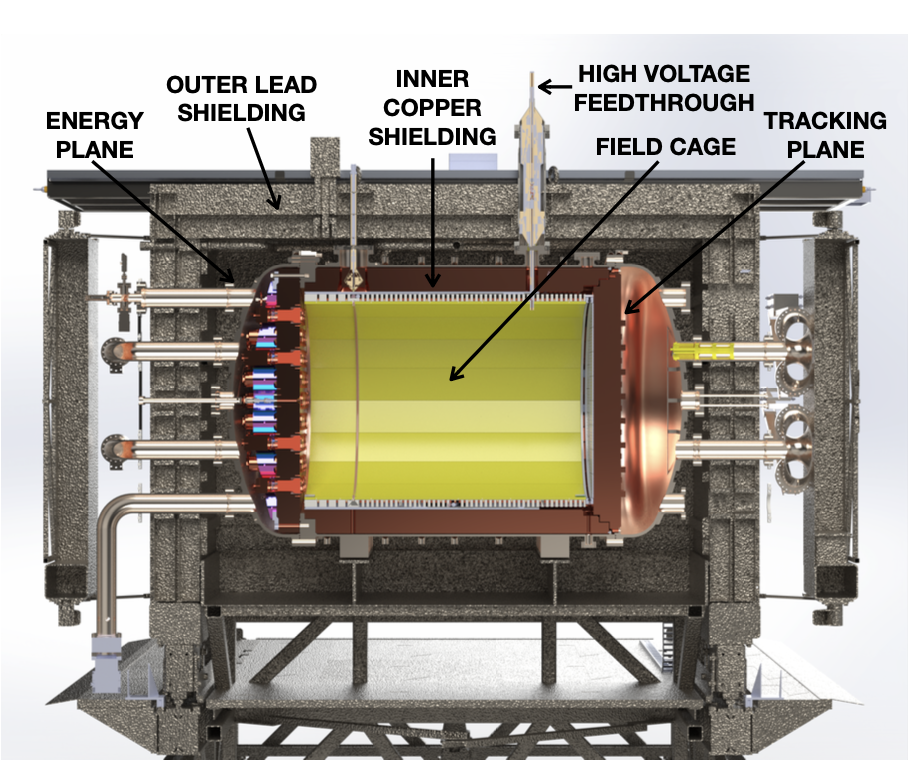 ENERGY
PLANE
OUTER LEAD
SHIELDING
INNER
COPPER
SHIELDING
HIGH VOLTAGE
FEEDTHROUGH
FIELD CAGE
TRACKING
PLANE